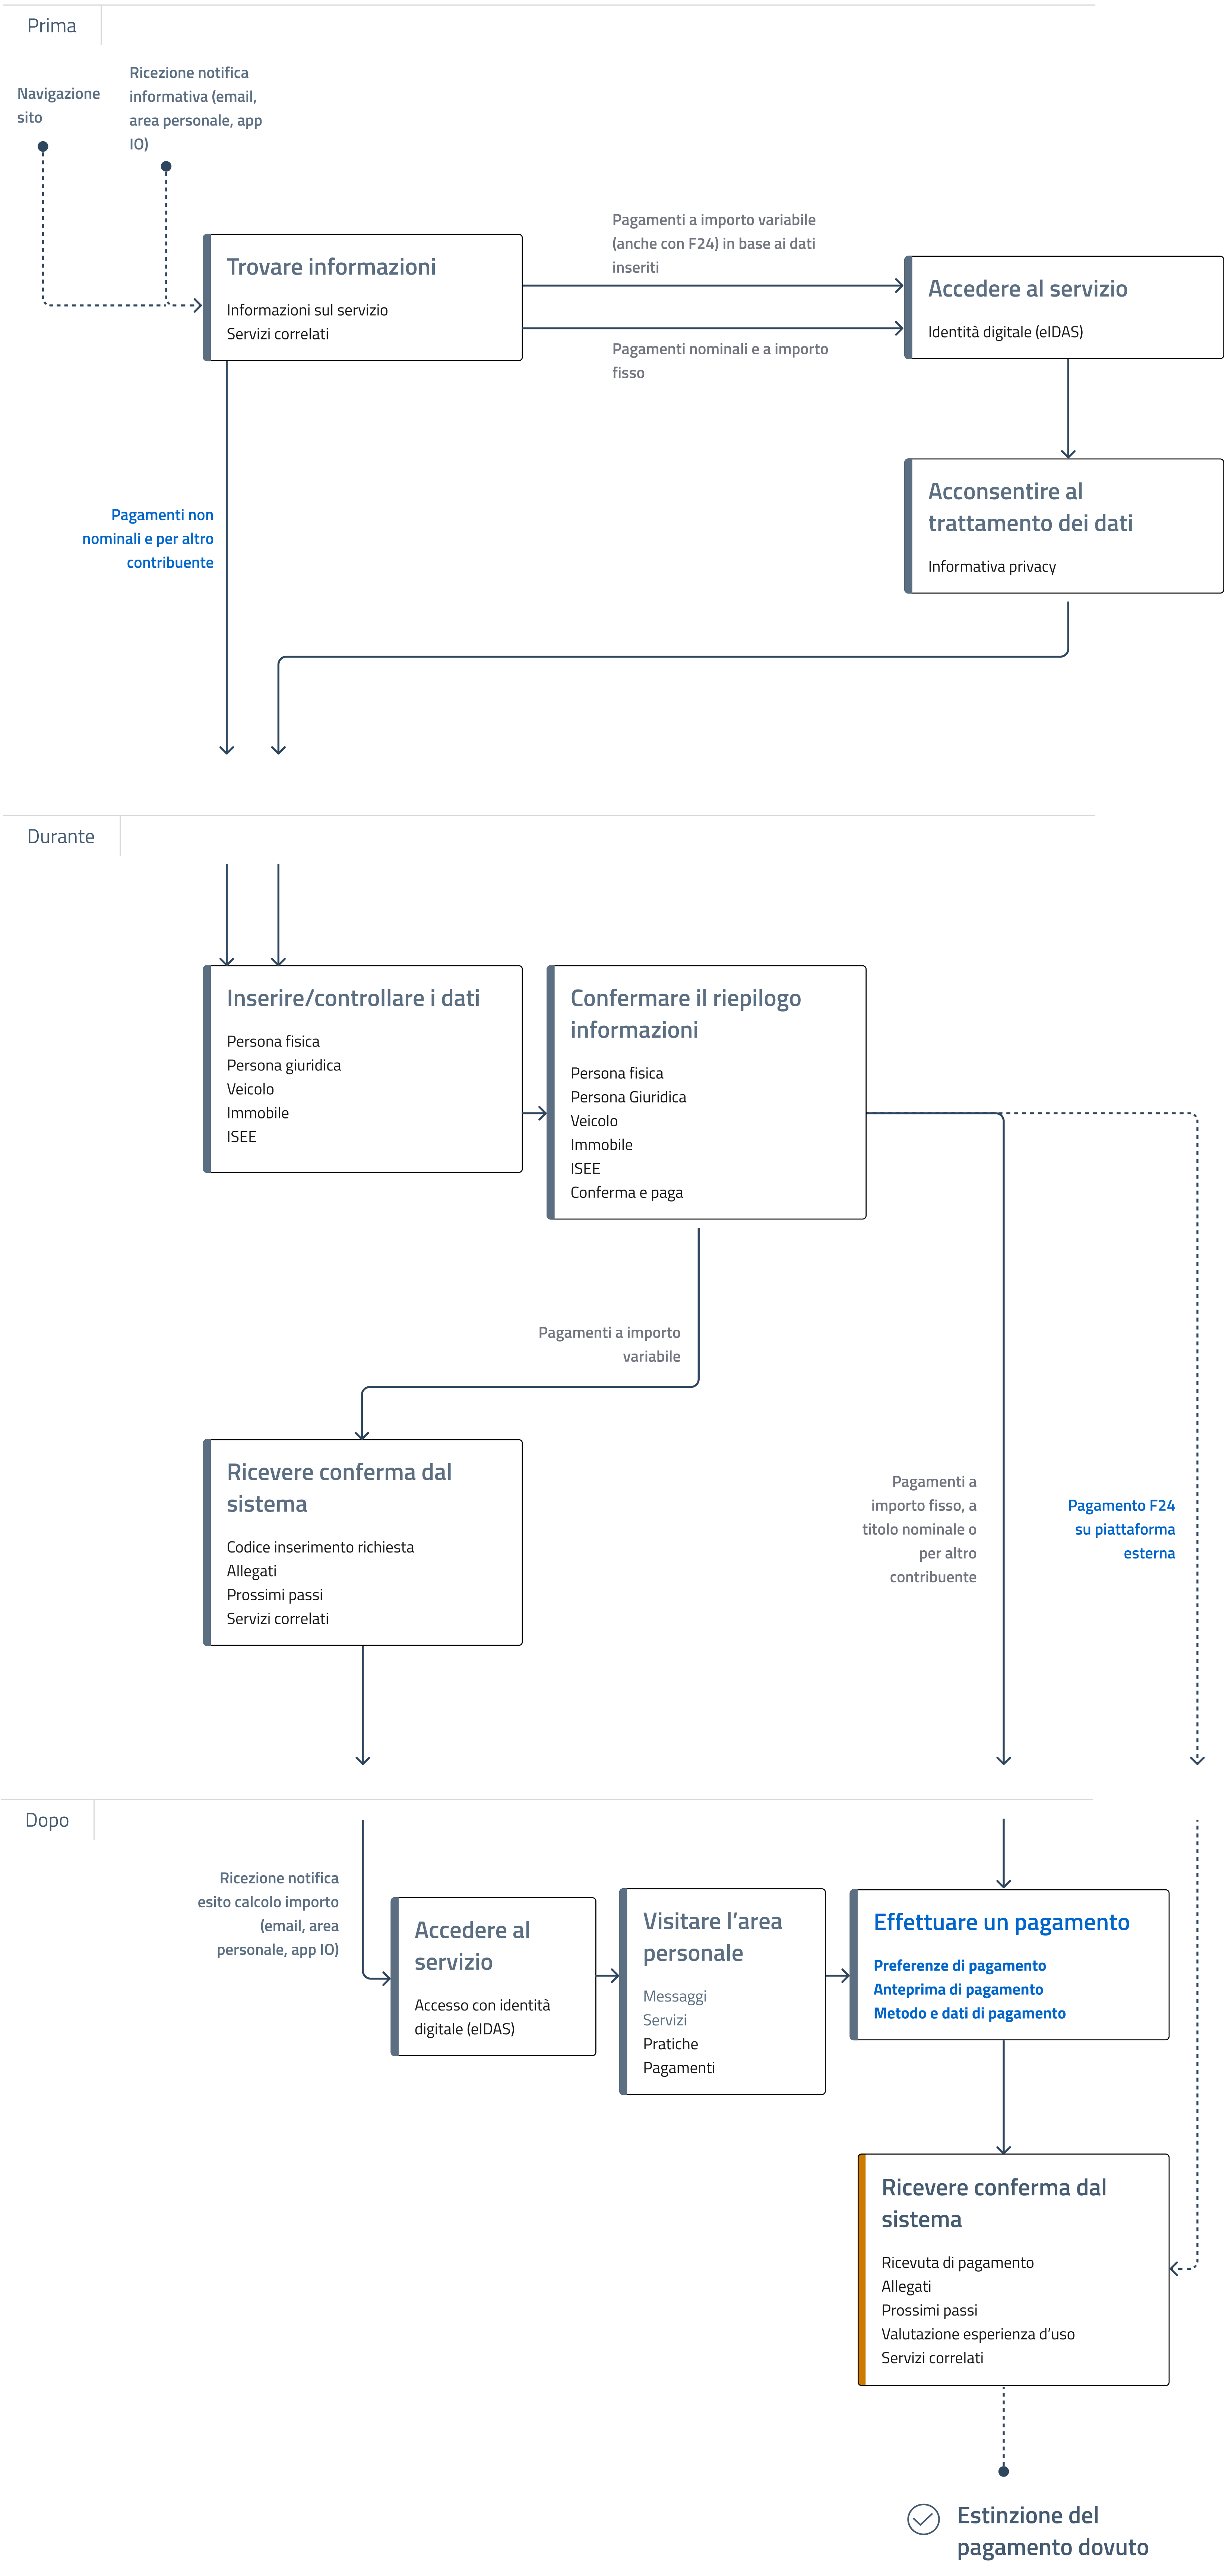 Prima
Navigazione
sito
Ricezione notifica
informativa (email,
area personale, app
IO)
Trovare informazioni
Informazioni sul servizio
Servizi correlati
Pagamenti a importo variabile
(anche con F24) in base ai dati
inseriti
Pagamenti nominali e a importo
fisso
Accedere al servizio
Identità digitale (eIDAS)
Acconsentire al
trattamento dei dati
Informativa privacy
Pagamenti non
nominali e per altro
contribuente
Durante
Inserire/controllare i dati
Persona fisica
Persona giuridica
Veicolo
Immobile
ISEE
Confermare il riepilogo
informazioni
Persona fisica
Persona Giuridica
Veicolo
Immobile
ISEE
Conferma e paga
Pagamenti a importo
variabile
Ricevere conferma dal
sistema
Codice inserimento richiesta
Allegati
Prossimi passi
Servizi correlati
Pagamenti a
importo fisso, a
titolo nominale o
per altro
contribuente
Pagamento F24
su piattaforma
esterna
Dopo
Ricezione notifica
esito calcolo importo
(email, area
personale, app IO)
Accedere al
servizio
Accesso con identità
digitale (eIDAS)
Visitare l’area
personale
Messaggi
Servizi
Pratiche
Pagamenti
Effettuare un pagamento
Preferenze di pagamento
Anteprima di pagamento
Metodo e dati di pagamento
Ricevere conferma dal
sistema
Ricevuta di pagamento
Allegati
Prossimi passi
Valutazione esperienza d’uso
Servizi correlati
Estinzione del
pagamento dovuto